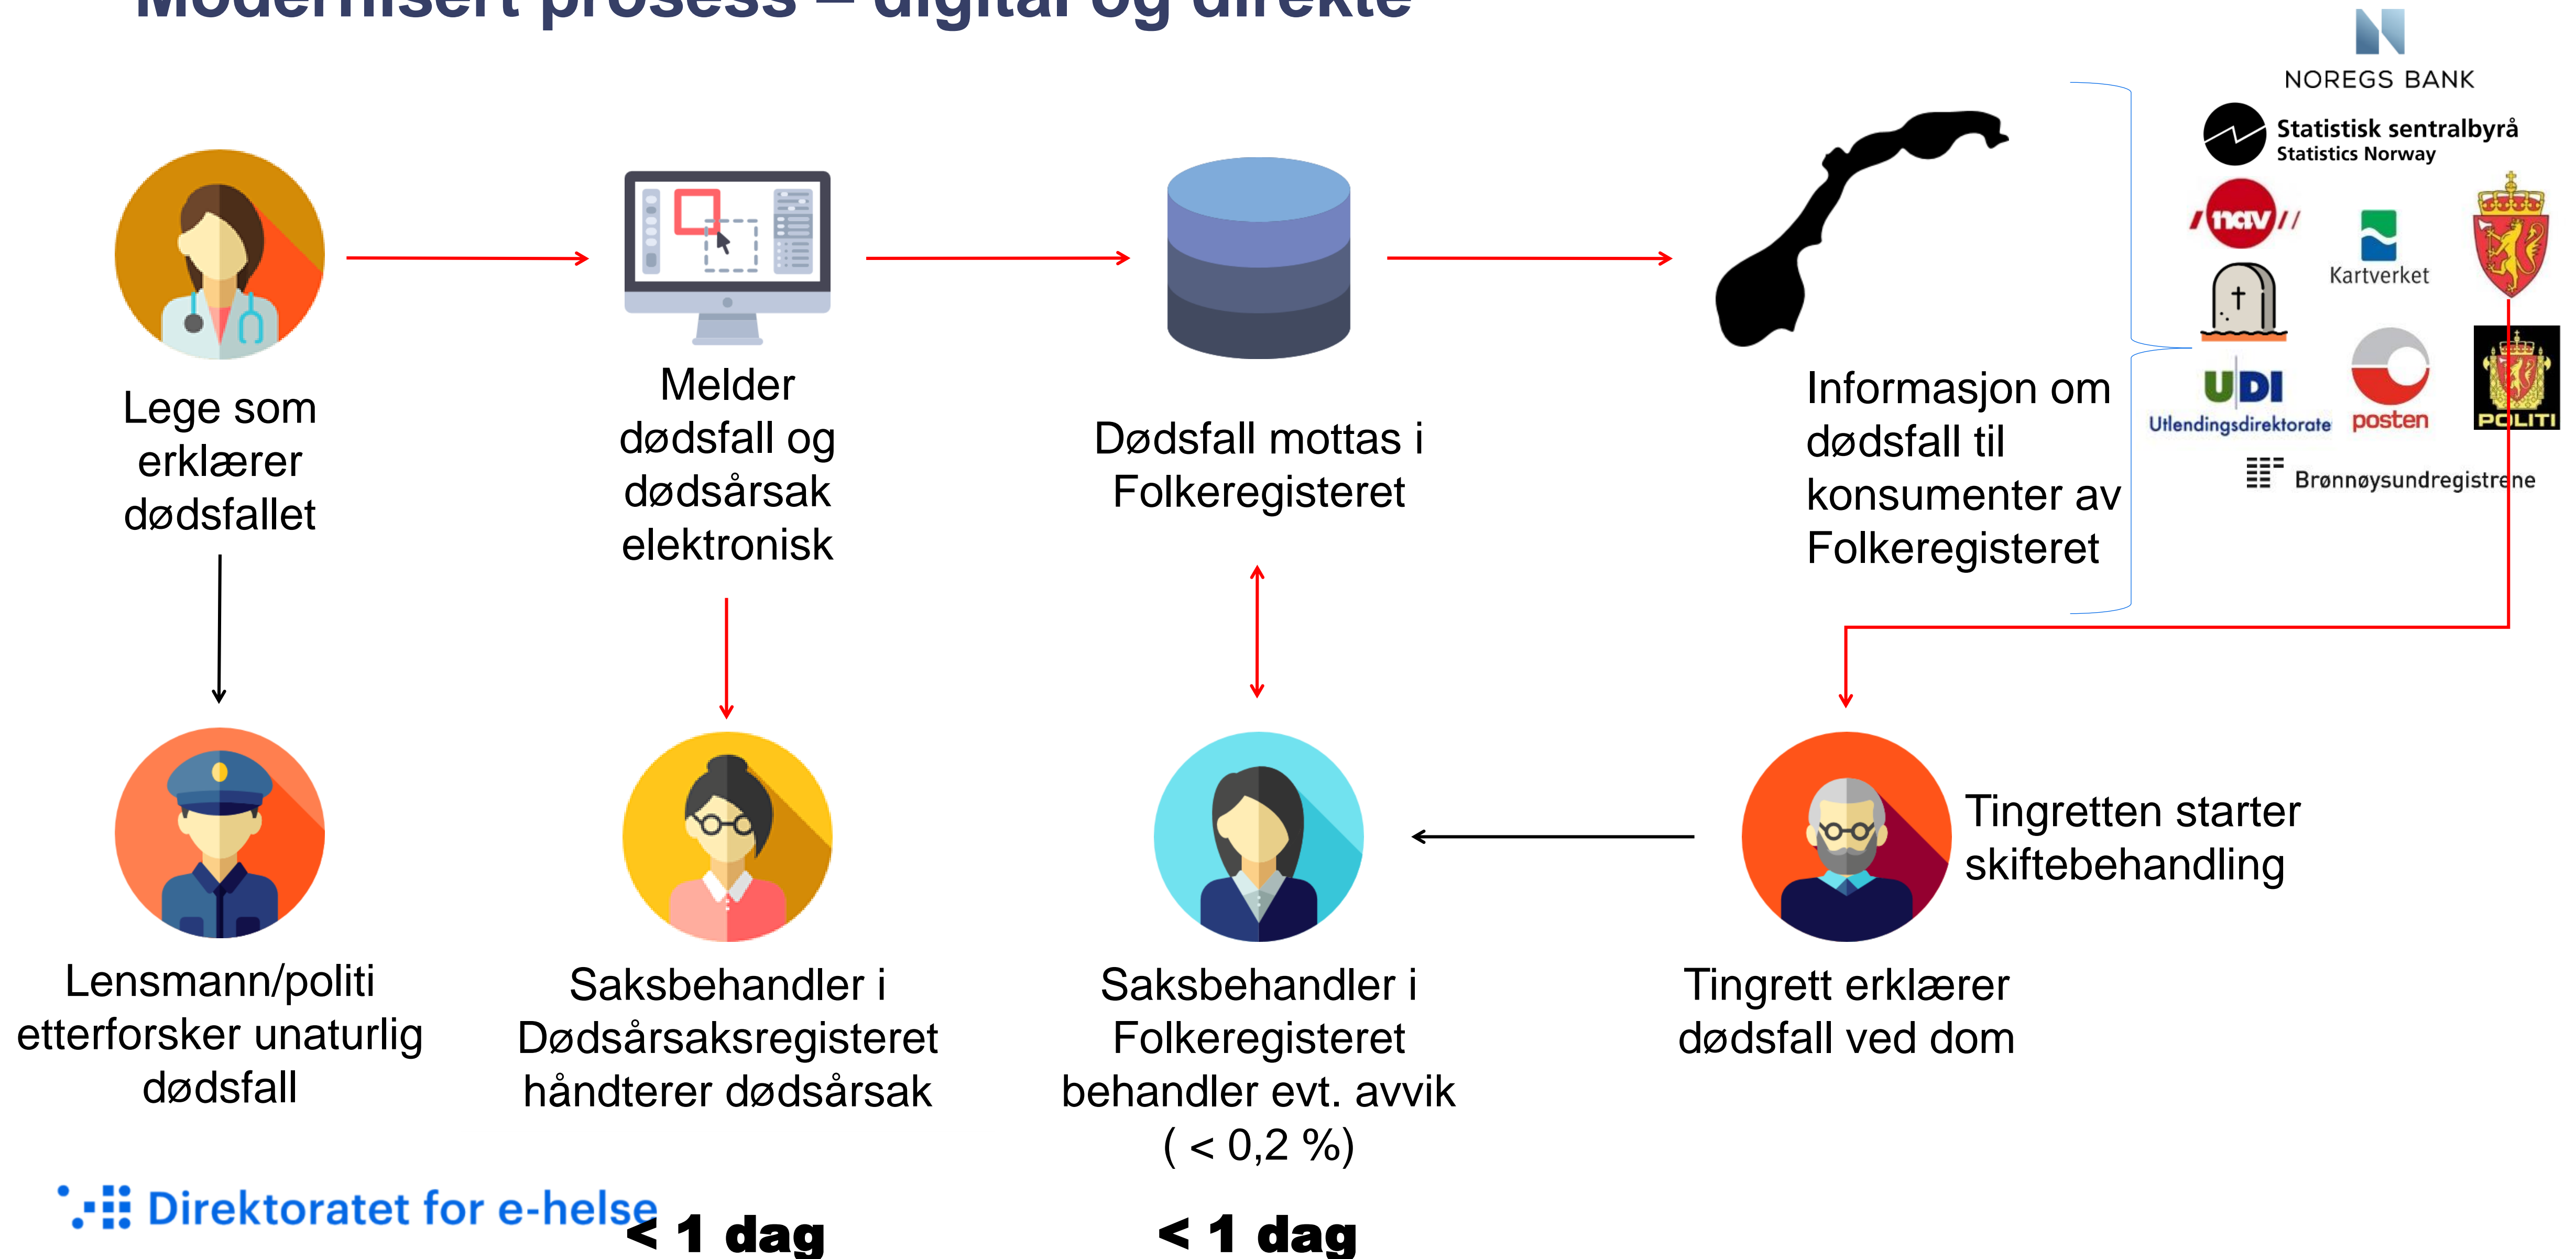 Modernisert prosess – digital og direkte
NOREGS BANK
Statistisk sentralbyrå
Statistics Norway
nav
Kartverket
UDI
Utlendingsdirektorate
posten
POLITI
Brønnøysundregistrene
Lege som
erklærer
dødsfallet
Melder
dødsfall og
dødsårsak
elektronisk
Dødsfall mottas i
Folkeregisteret
Informasjon om
dødsfall til
konsumenter av
Folkeregisteret
Lensmann/politi
etterforsker unaturlig
dødsfall
Saksbehandler i
Dødsårsaksregisteret
håndterer dødsårsak
Saksbehandler i
Folkeregisteret
behandler evt. avvik
( < 0,2 %)
Tingretten starter
skiftebehandling
Tingrett erklærer
dødsfall ved dom
Direktoratet for e-helse
< 1 dag
< 1 dag